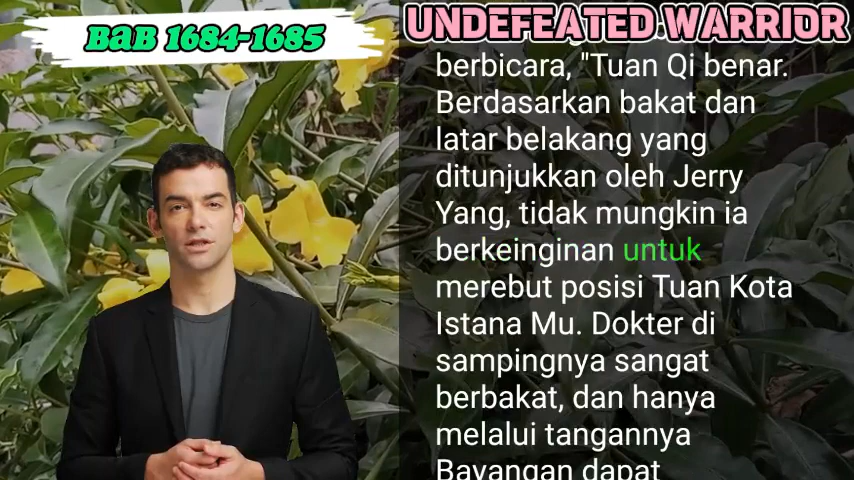 BAB 1684-1685
UNDEFEATED WARRIOR
berbicara, "Tuan Qi benar.
Berdasarkan bakat dan
latar belakang yang
ditunjukkan oleh Jerry
Yang, tidak mungkin ia
berkeinginan untuk
merebut posisi Tuan Kota
Istana Mu. Dokter di
sampingnya sangat
berbakat, dan hanya
melalui tangannya
Bayangan dapat